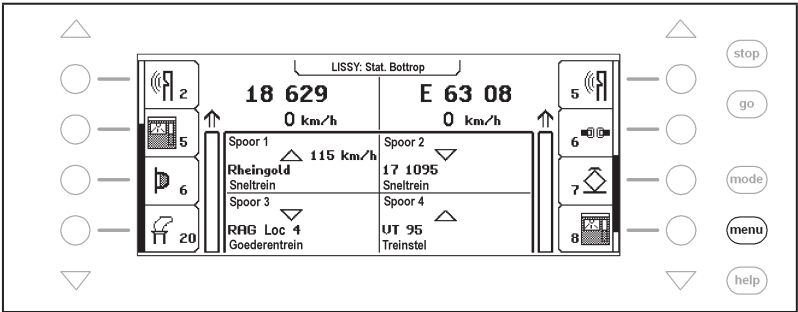 LISSY: Stat. Bottrop
18 629
E 63 08
0 km/h
0 km/h
2
5
6
20
5
6
7
8
Spoor 1
115 km/h
Rheingold
Sneltrein
Spoor 2
17 1095
Sneltrein
Spoor 3
RAG Loc 4
Goederentrein
Spoor 4
VT 95
Treinstel
stop
go
mode
menu
help